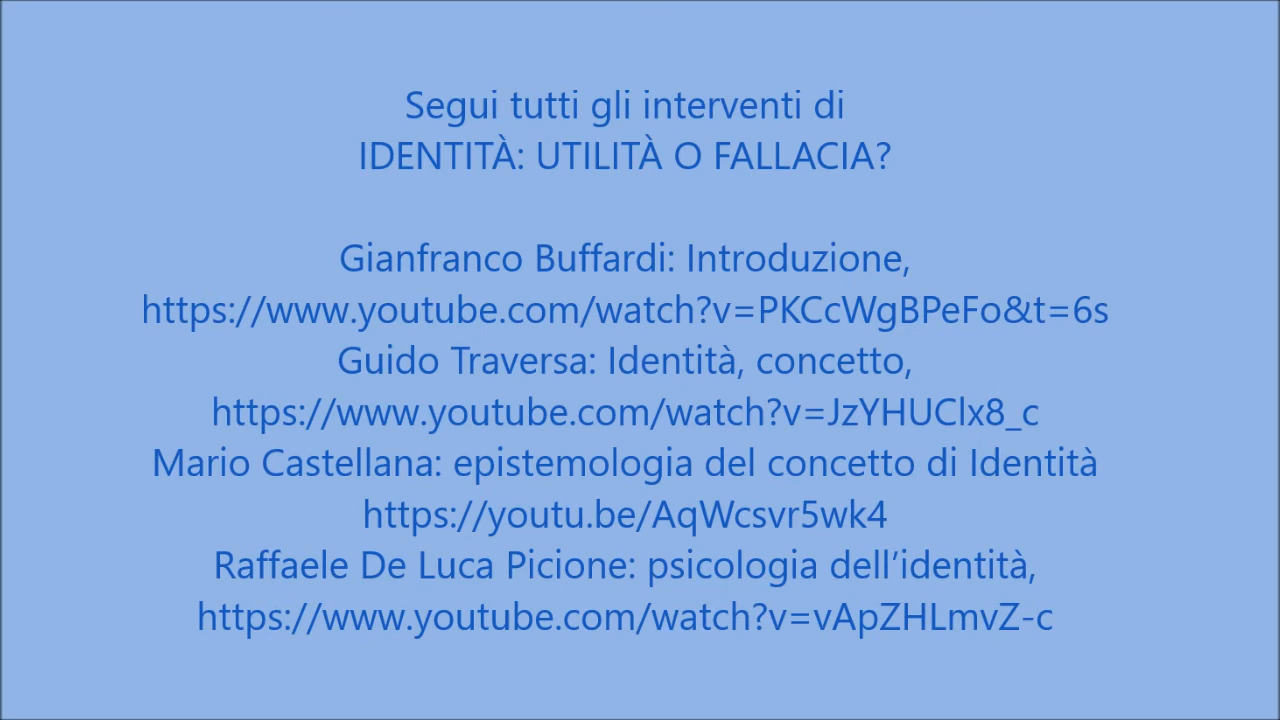 Segui tutti gli interventi di
IDENTITÀ: UTILITÀ O FALLACIA?
Gianfranco Buffardi: Introduzione,
https://www.youtube.com/watch?v=PKCcWgBPeFo&t=6s
Guido Traversa: Identità, concetto,
https://www.youtube.com/watch?v=JzYHUClx8_c
Mario Castellana: epistemologia del concetto di Identità
https://youtu.be/AqWcsvr5wk4
Raffaele De Luca Picione: psicologia dell’identità,
https://www.youtube.com/watch?v=vApZHLmvZ-c